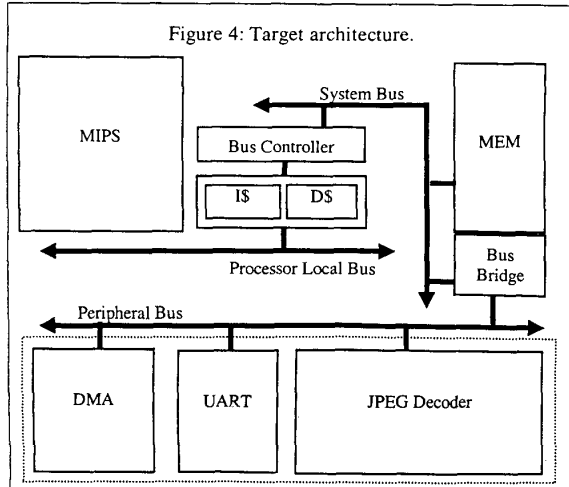 Figure 4: Target architecture.
System Bus
MIPS
Bus Controller
MEM
I$
D$
Processor Local Bus
Bus
Bridge
Peripheral Bus
DMA
UART
JPEG Decoder